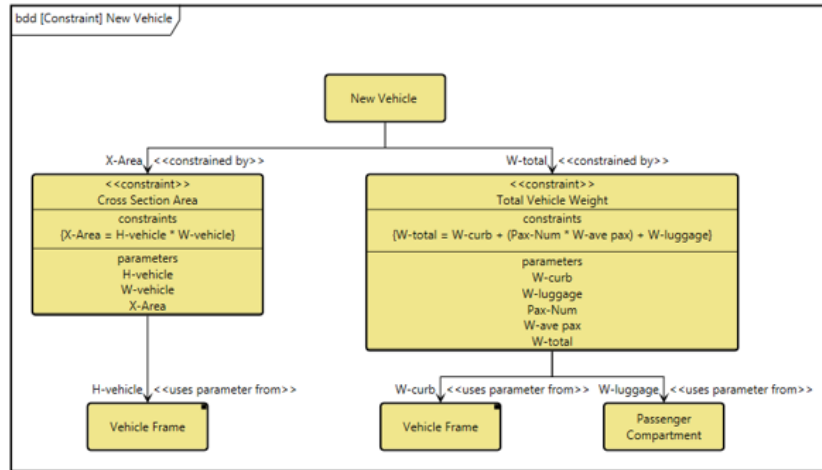 bdd [Constraint] New Vehicle
New Vehicle
X-Area <<constrained by>>
W-total <<constrained by>>
<<constraint>>
Cross Section Area
constraints
{X-Area = H-vehicle * W-vehicle}
parameters
H-vehicle
W-vehicle
X-Area
<<constraint>>
Total Vehicle Weight
constraints
{W-total = W-curb + (Pax-Num * W-ave pax) + W-luggage}
parameters
W-curb
W-luggage
Pax-Num
W-ave pax
W-total
H-vehicle <<uses parameter from>>
Vehicle Frame
W-curb <<uses parameter from>>
Vehicle Frame
W-luggage <<uses parameter from>>
Passenger
Compartment